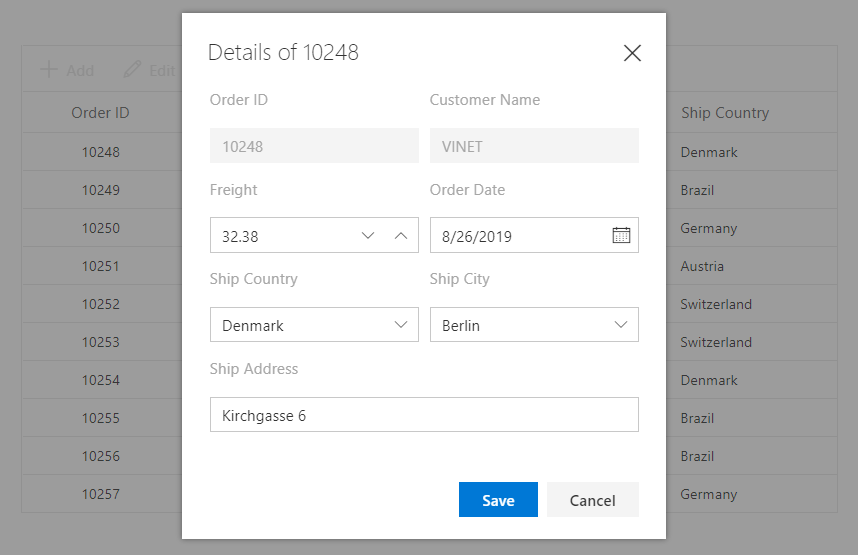 Details of 10248
Add Edit
Order ID Ship Country
Order ID Customer Name
10248 VINET
Freight Order Date
32.38 8/26/2019
Ship Country Ship City
Denmark Berlin
Ship Address
Kirchgasse 6
Save Cancel
10248 Denmark
10249 Brazil
10250 Germany
10251 Austria
10252 Switzerland
10253 Switzerland
10254 Denmark
10255 Brazil
10256 Brazil
10257 Germany